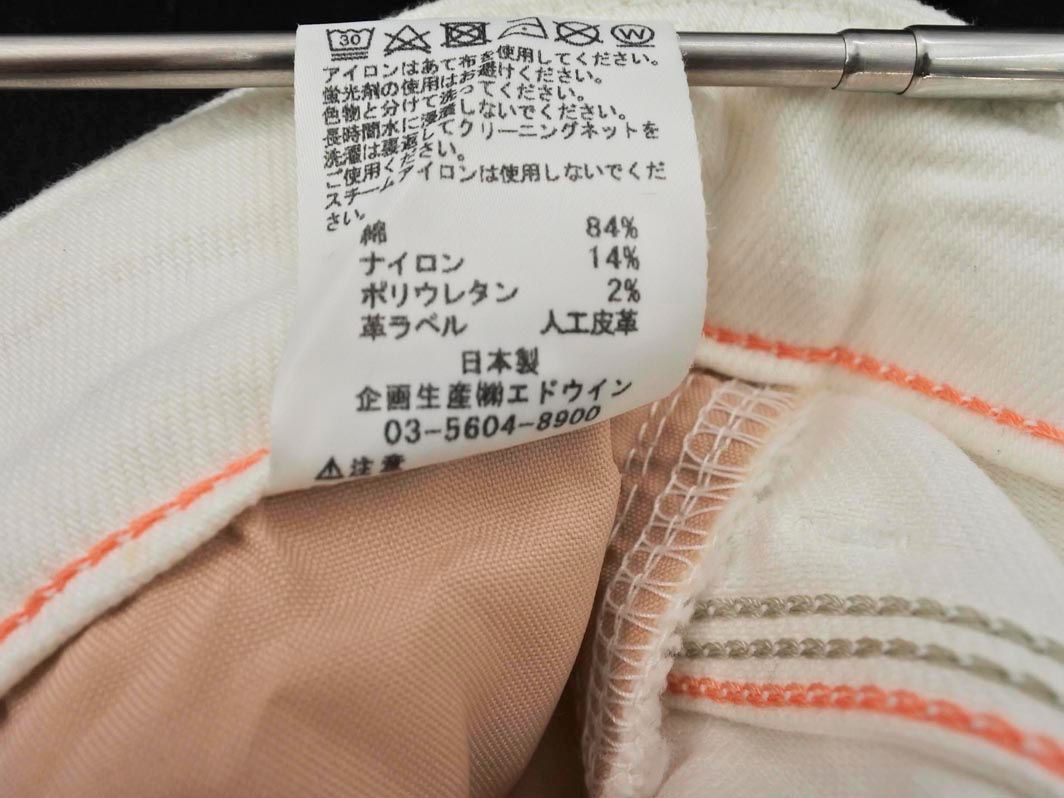 30
W
アイロンはあて布を使用してください。
蛍光剤の使用はお避けください。
色物と分けて洗ってください。
長時間水に浸漬しないでください。
洗濯は裏返してクリーニングネットを
ご使用ください。
スチームアイロンは使用しないでくだ
さい。
綿 84%
ナイロン 14%
ポリウレタン 2%
革ラベル 人工皮革
日本製
企画生産㈱エドウイン
03-5604-8900
⚠注意